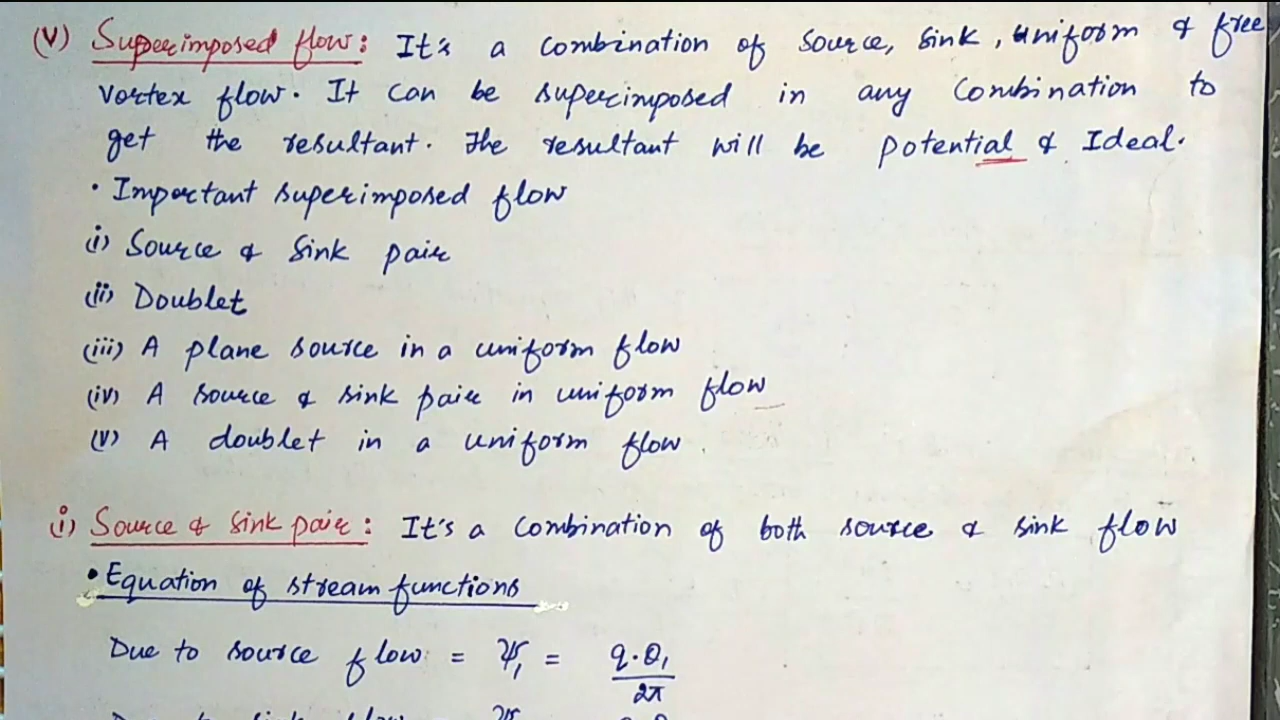 (V) Superimposed flow: It's a combination of source, sink, uniform & free
vortex flow. It can be superimposed in any combination to
get the resultant. The resultant will be potential & Ideal.
• Important superimposed flow
(i) Source & Sink pair
(ii) Doublet
(iii) A plane source in a uniform flow
(iv) A source & sink pair in uniform flow
(V) A doublet in a uniform flow
(i) Source & Sink pair: It's a combination of both source & sink flow
• Equation of stream functions
Due to source flow = Ψ₁ = q·θ₁ / 2π